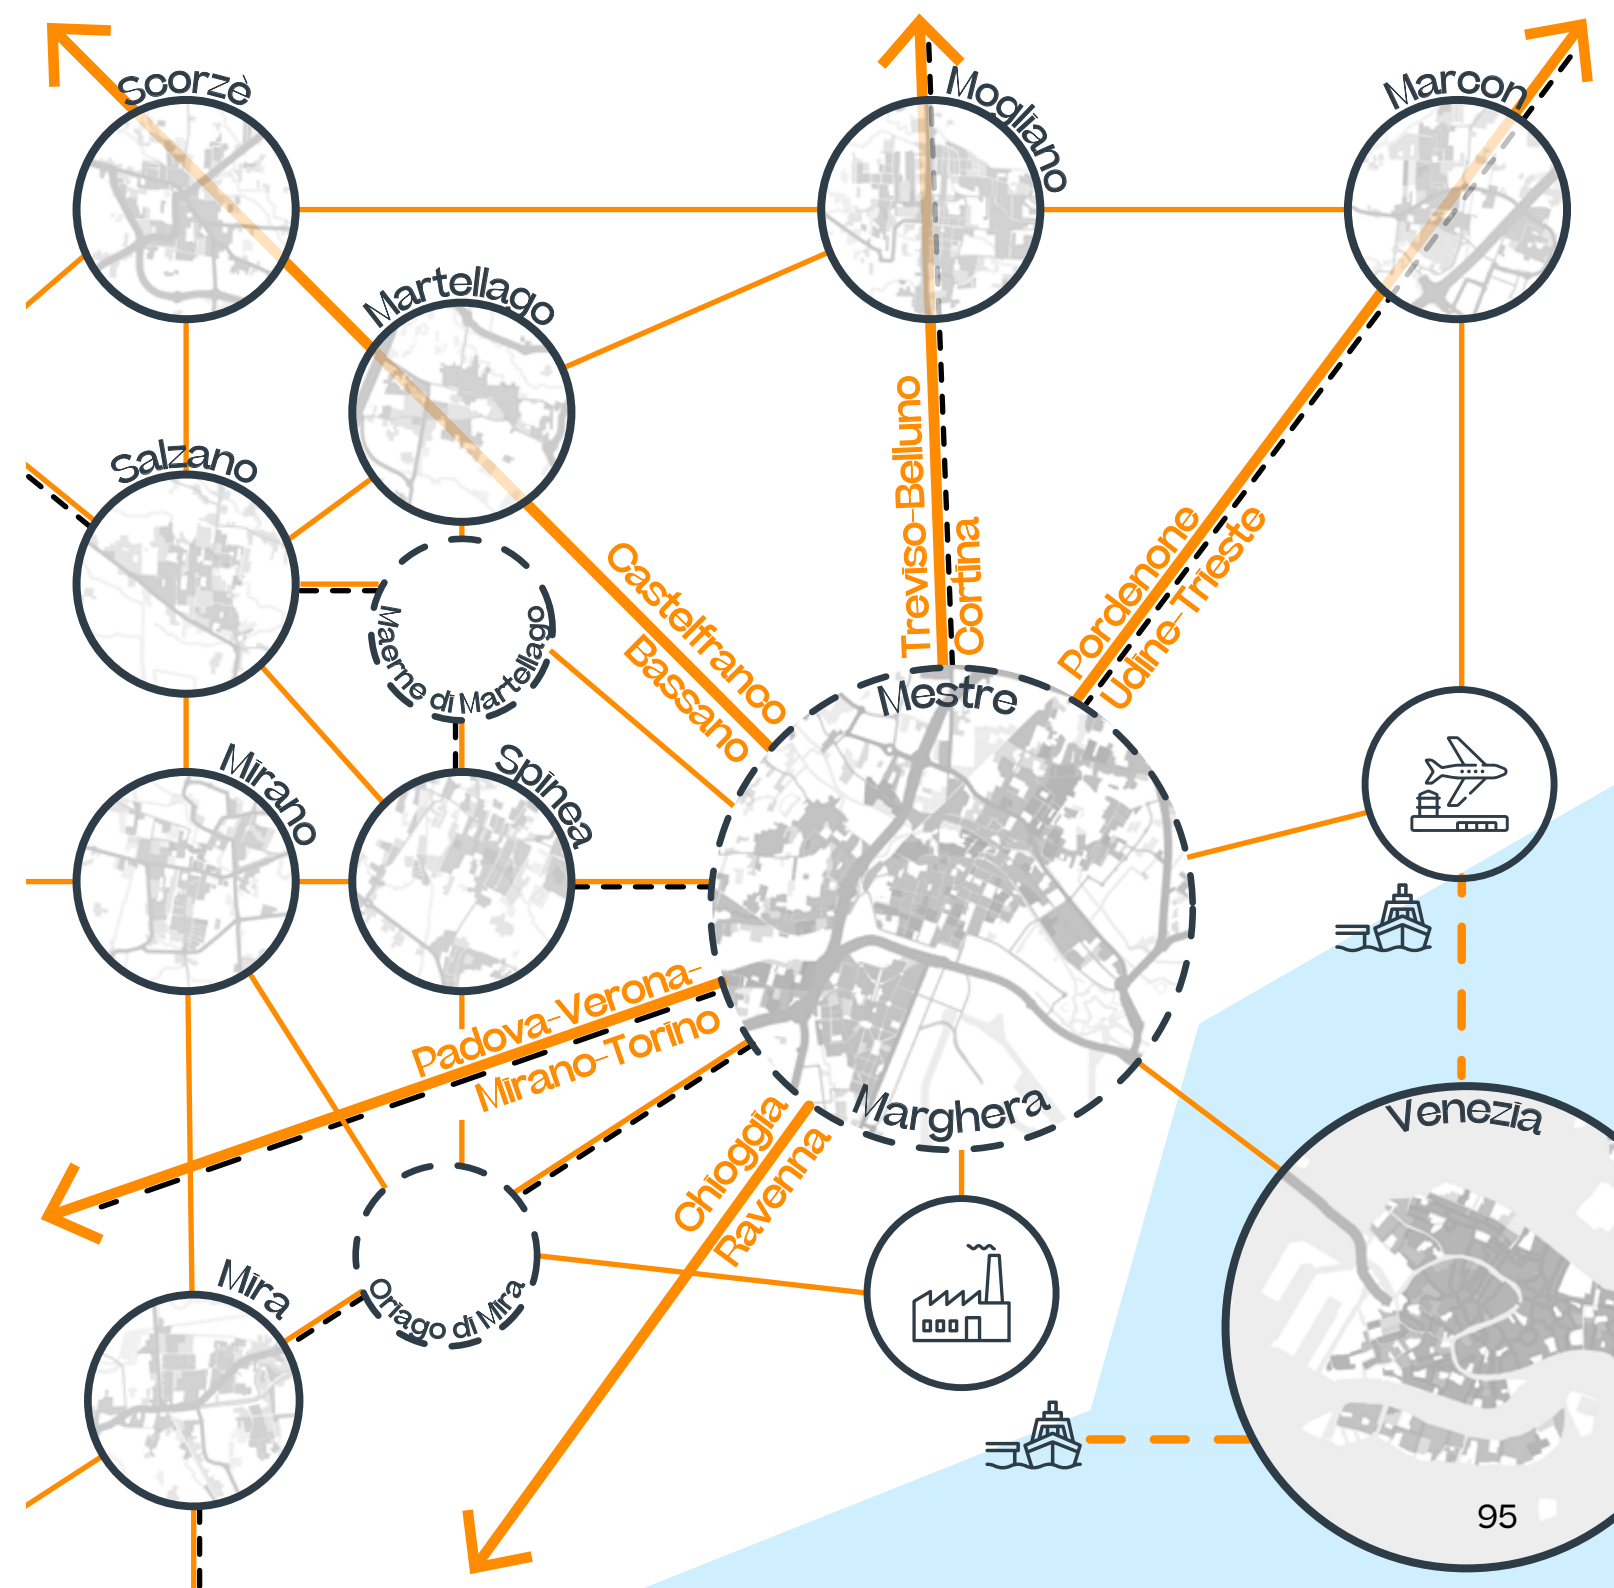 Scorzè
Mogliano
Marcon
Martellago
Salzano
Treviso-Belluno
Cortina
Pordenone
Udine-Trieste
Castelfranco
Bassano
Maerne di Martellago
Mestre
Mirano
Spinea
Padova-Verona-
Mirano-Torino
Marghera
Venezia
Chioggia
Ravenna
Mira
Oriago di Mira
95